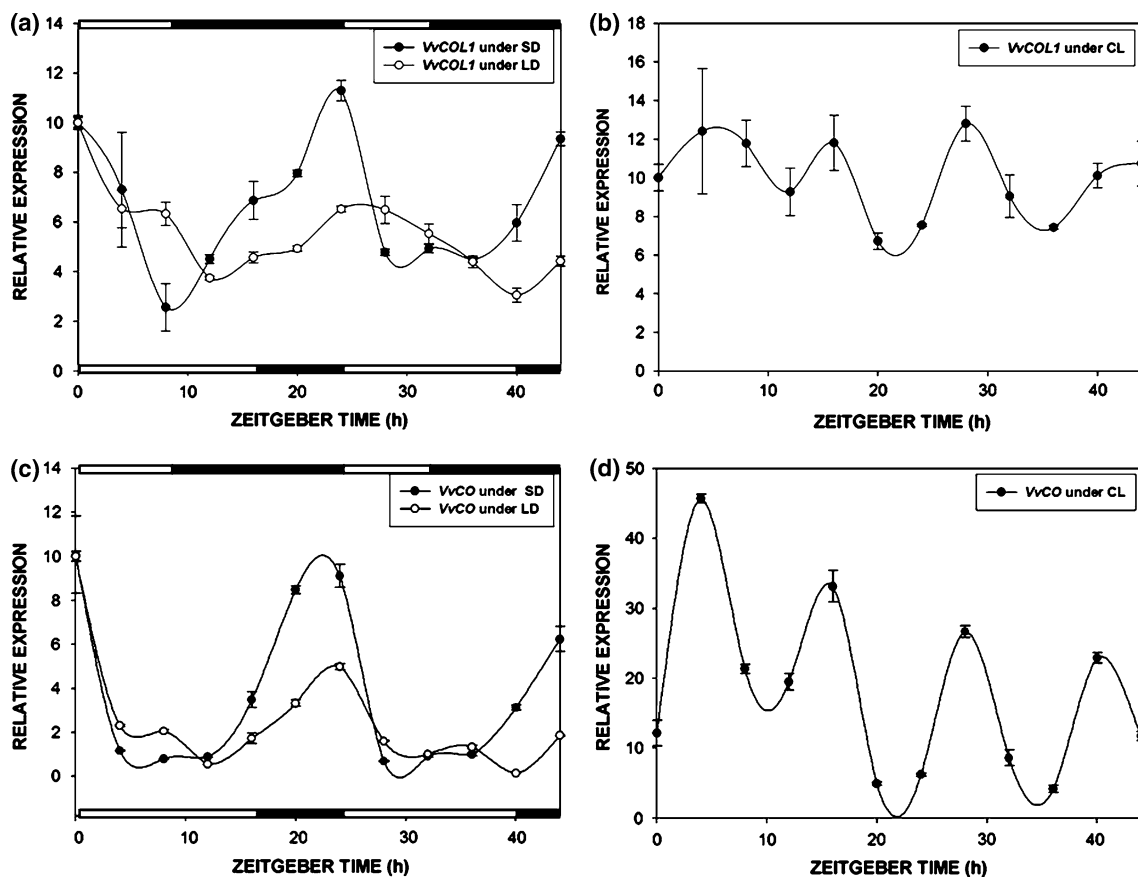 (a)
14
12
10
8
6
4
2
0
RELATIVE EXPRESSION
VvCOL1 under SD
VvCOL1 under LD
0 10 20 30 40
ZEITGEBER TIME (h)
(b)
18
16
14
12
10
8
6
4
2
0
RELATIVE EXPRESSION
VvCOL1 under CL
0 10 20 30 40
ZEITGEBER TIME (h)
(c)
14
12
10
8
6
4
2
0
RELATIVE EXPRESSION
VvCO under SD
VvCO under LD
0 10 20 30 40
ZEITGEBER TIME (h)
(d)
50
40
30
20
10
0
RELATIVE EXPRESSION
VvCO under CL
0 10 20 30 40
ZEITGEBER TIME (h)